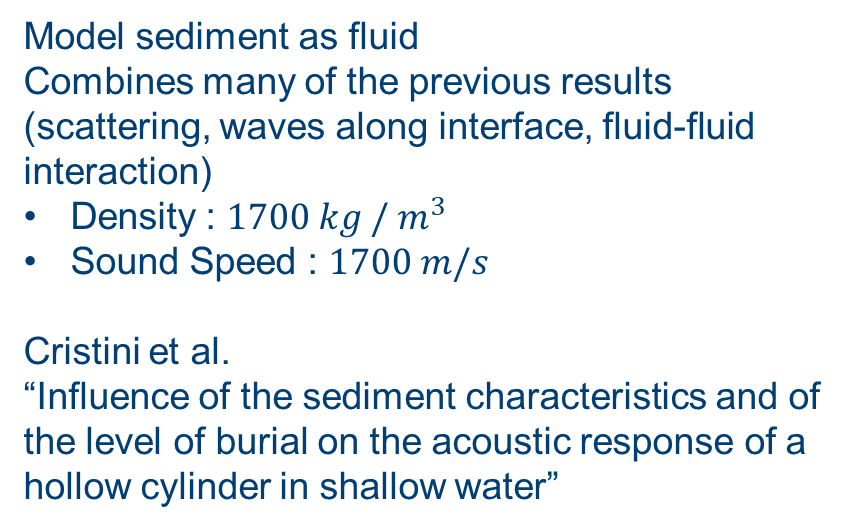 Model sediment as fluid
Combines many of the previous results
(scattering, waves along interface, fluid-fluid
interaction)
• Density : 1700 kg / m³
• Sound Speed : 1700 m/s
Cristini et al.
“Influence of the sediment characteristics and of
the level of burial on the acoustic response of a
hollow cylinder in shallow water”